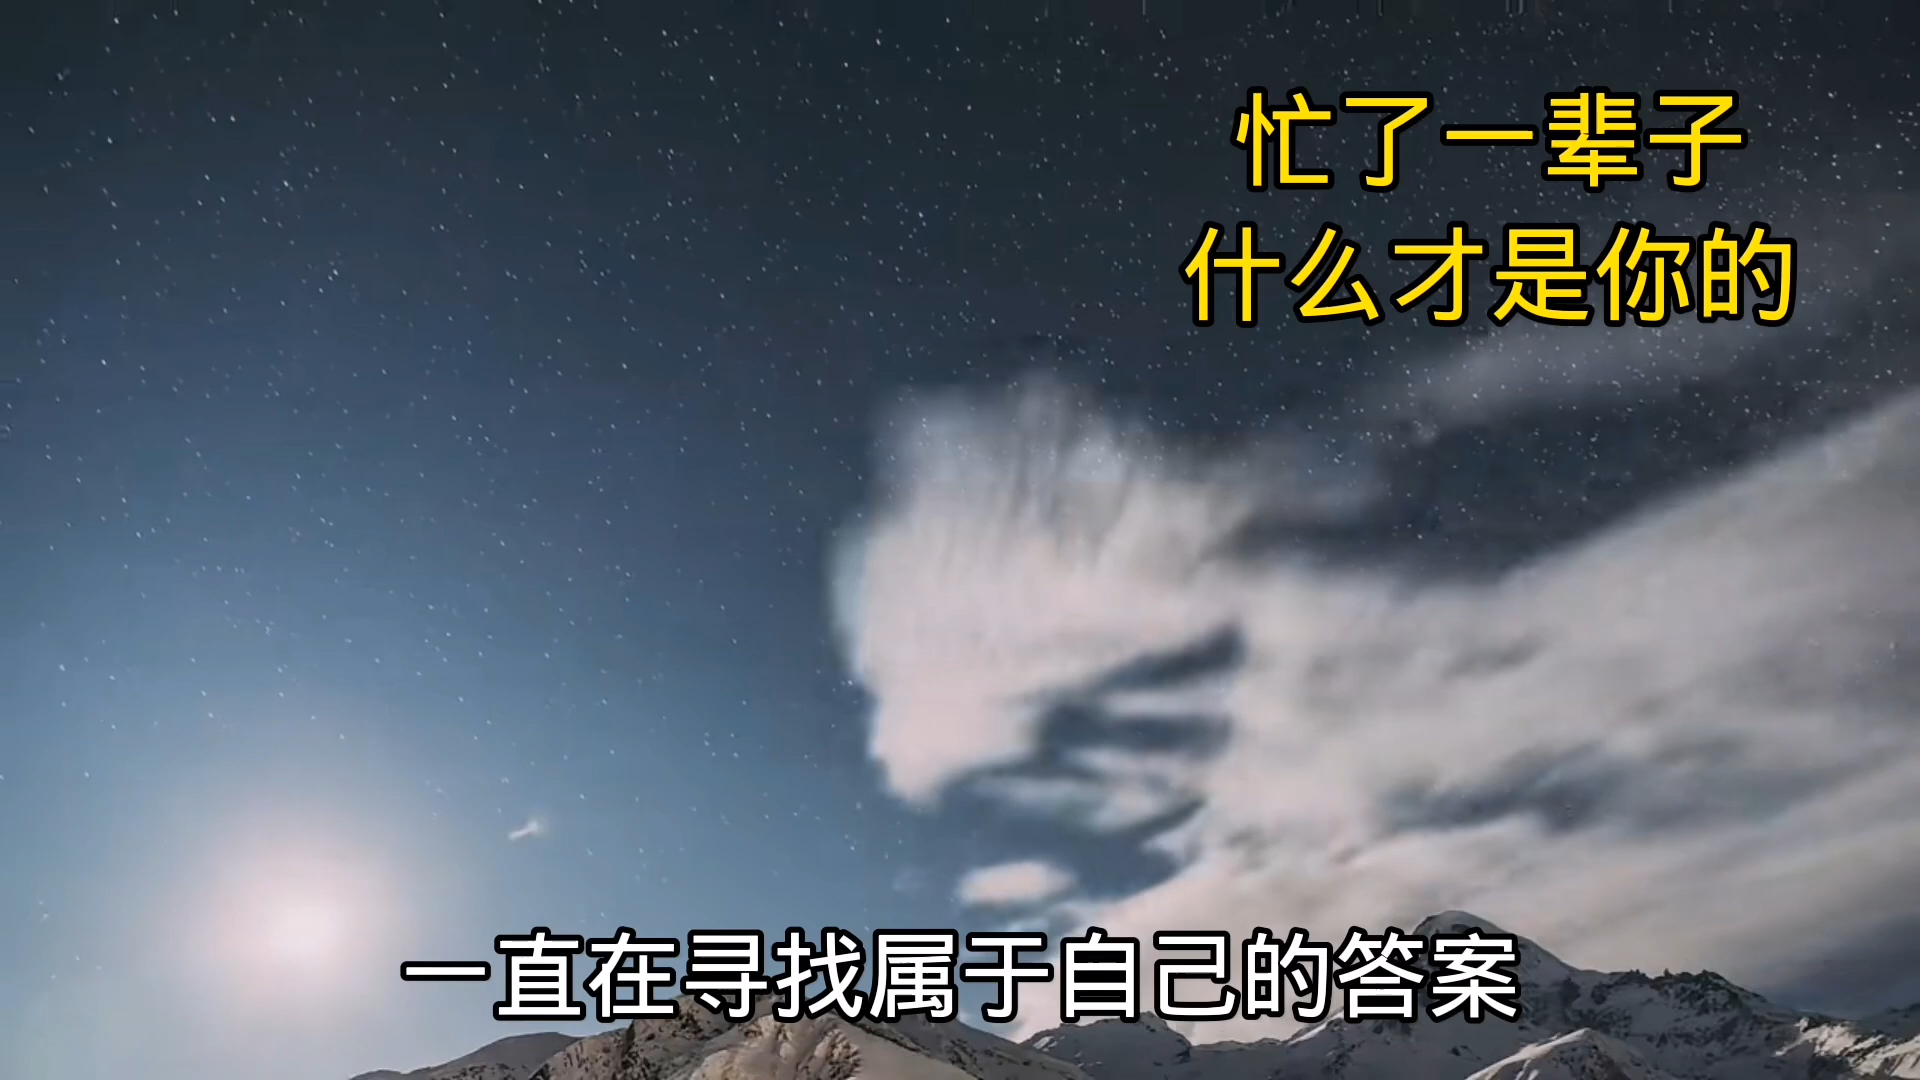 忙了一辈子
什么才是你的
一直在寻找属于自己的答案